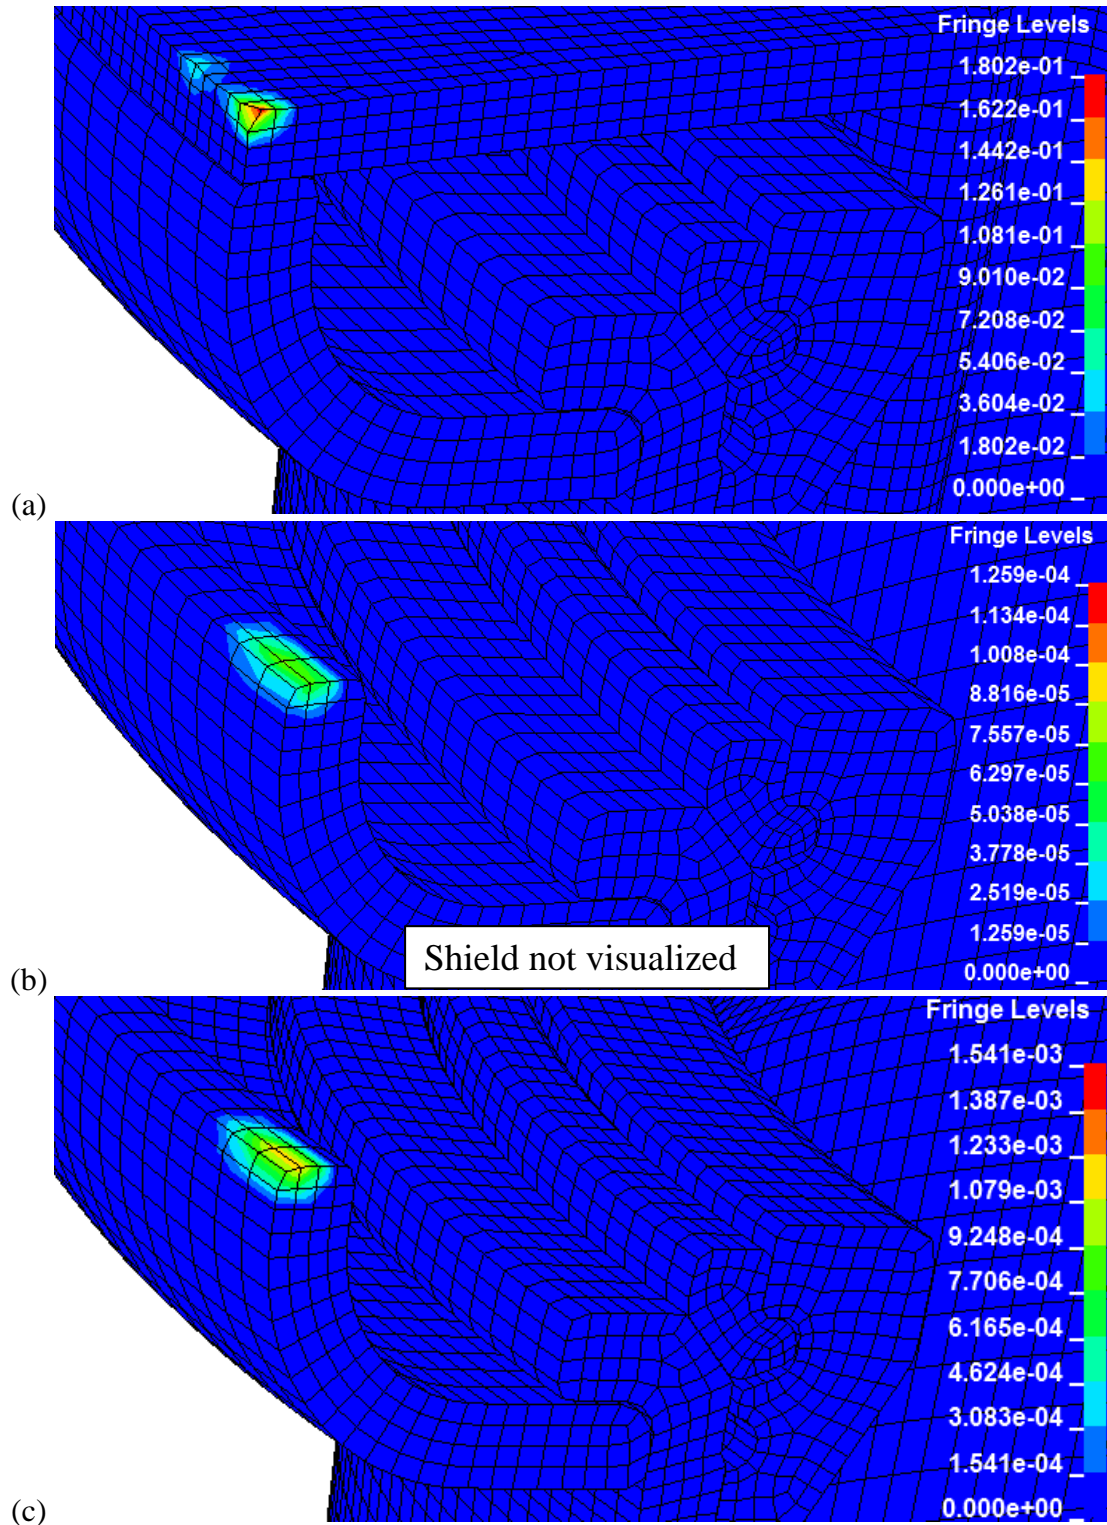 Fringe Levels
1.802e-01
1.622e-01
1.442e-01
1.261e-01
1.081e-01
9.010e-02
7.208e-02
5.406e-02
3.604e-02
1.802e-02
0.000e+00
(a)
Fringe Levels
1.259e-04
1.134e-04
1.008e-04
8.816e-05
7.557e-05
6.297e-05
5.038e-05
3.778e-05
2.519e-05
1.259e-05
0.000e+00
Shield not visualized
(b)
Fringe Levels
1.541e-03
1.387e-03
1.233e-03
1.079e-03
9.248e-04
7.706e-04
6.165e-04
4.624e-04
3.083e-04
1.541e-04
0.000e+00
(c)